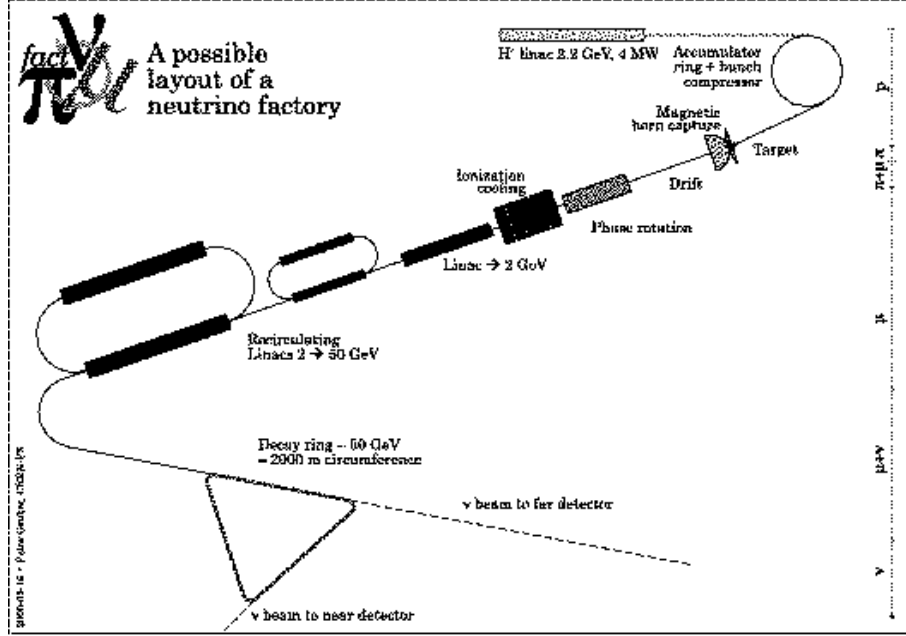 fact
πν
A possible
layout of a
neutrino factory
H⁻ linac 2.2 GeV, 4 MW
Accumulator
ring + bunch
compressor
Magnetic
horn capture
Target
Drift
Ionization
cooling
Phase rotation
Linac → 2 GeV
Recirculating
Linacs 2 → 50 GeV
Decay ring – 50 GeV
≈ 2000 m circumference
ν beam to far detector
ν beam to near detector
p
π+μ
μ
μ+ν
ν